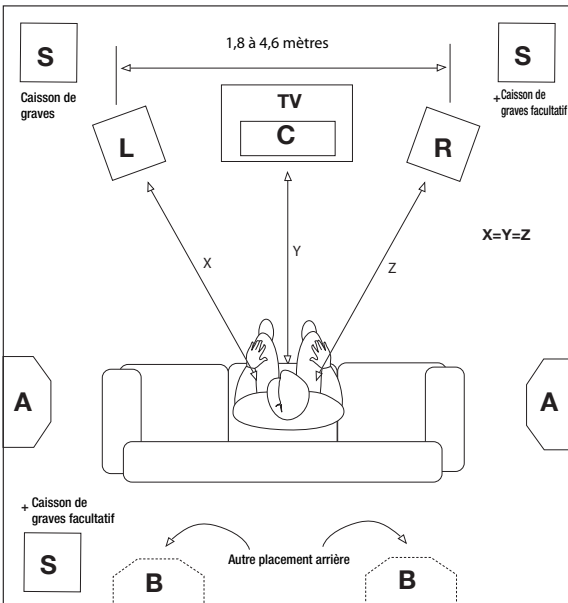 1,8 à 4,6 mètres
S
S
Caisson de
graves
TV
+Caisson de
graves facultatif
L
C
R
X=Y=Z
X
Y
Z
A
A
+ Caisson de
graves facultatif
S
Autre placement arrière
B
B